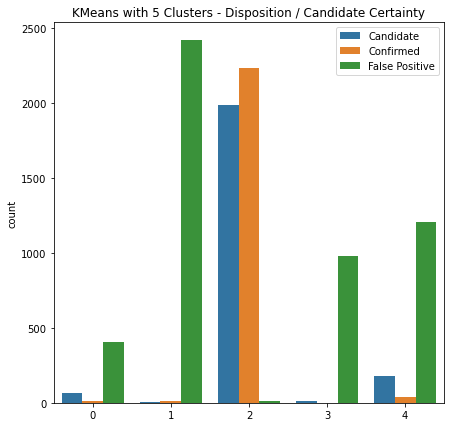 KMeans with 5 Clusters - Disposition / Candidate Certainty
Candidate
Confirmed
False Positive
2500
2000
1500
1000
500
0
count
0 1 2 3 4